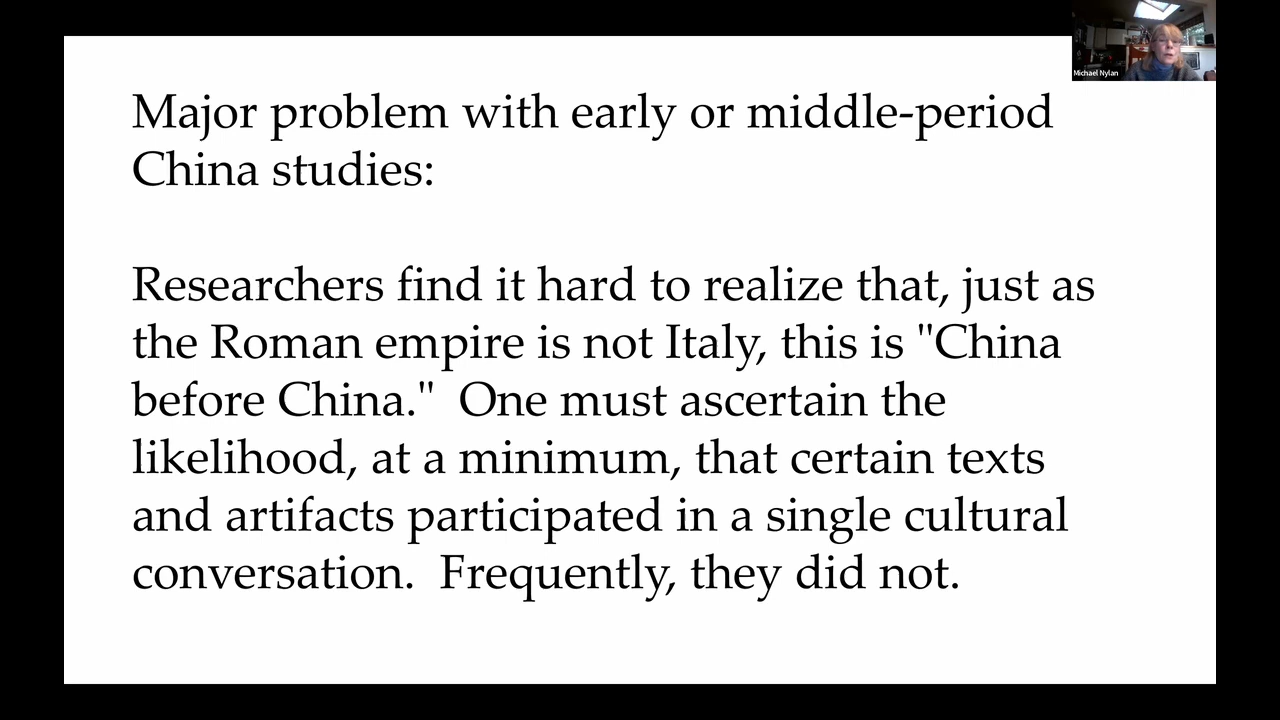 Michael Nylan
Major problem with early or middle-period
China studies:
Researchers find it hard to realize that, just as
the Roman empire is not Italy, this is "China
before China."  One must ascertain the
likelihood, at a minimum, that certain texts
and artifacts participated in a single cultural
conversation.  Frequently, they did not.